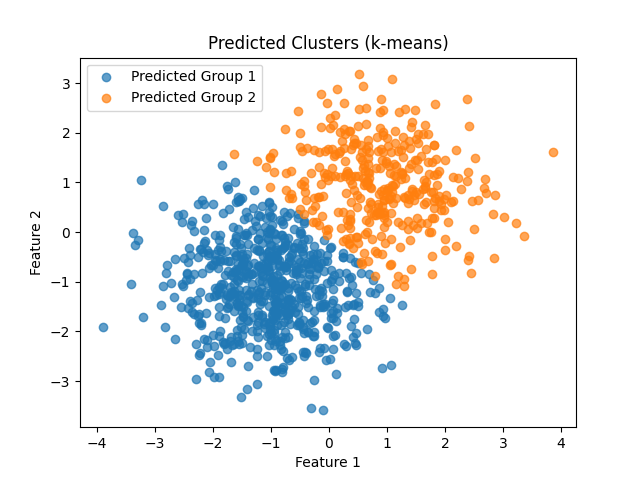 Predicted Clusters (k-means)
Predicted Group 1
Predicted Group 2
3
2
1
0
−1
−2
−3
Feature 2
−4 −3 −2 −1 0 1 2 3 4
Feature 1